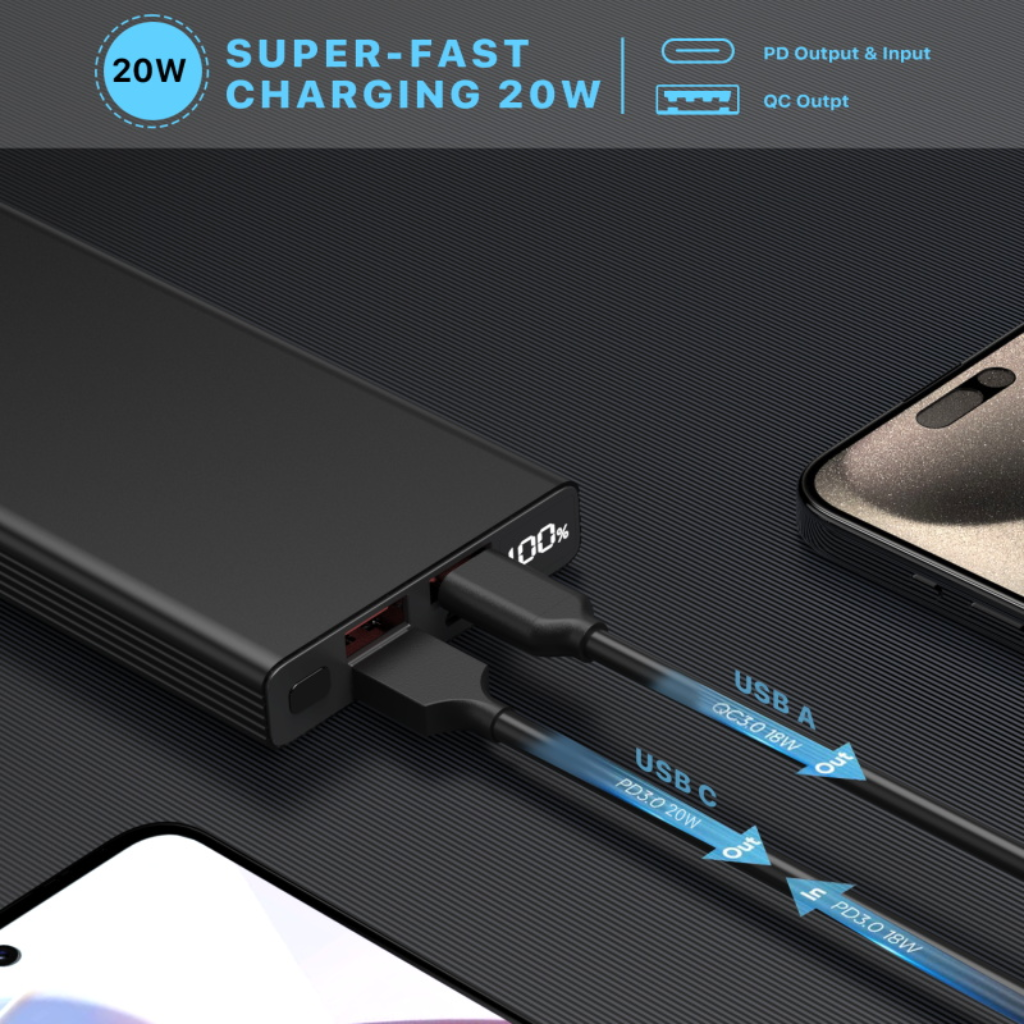 20W
SUPER-FAST
CHARGING 20W
PD Output & Input
QC Outpt
100%
USB A
QC3.0 18W
Out
USB C
PD3.0 20W
Out
In
PD3.0 18W